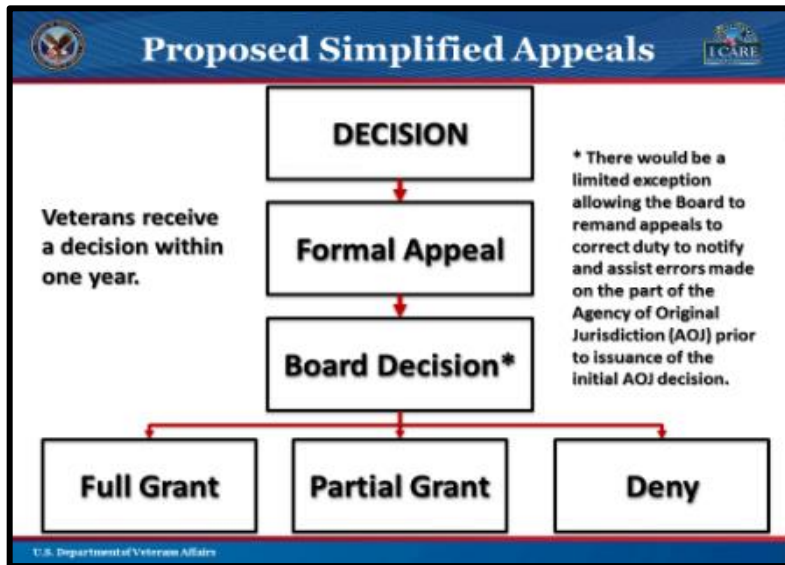 Proposed Simplified Appeals
I CARE
DECISION
Veterans receive
a decision within
one year.
Formal Appeal
Board Decision*
* There would be a
limited exception
allowing the Board to
remand appeals to
correct duty to notify
and assist errors made
on the part of the
Agency of Original
Jurisdiction (AOJ) prior
to issuance of the
initial AOJ decision.
Full Grant
Partial Grant
Deny
U.S. Department of Veterans Affairs